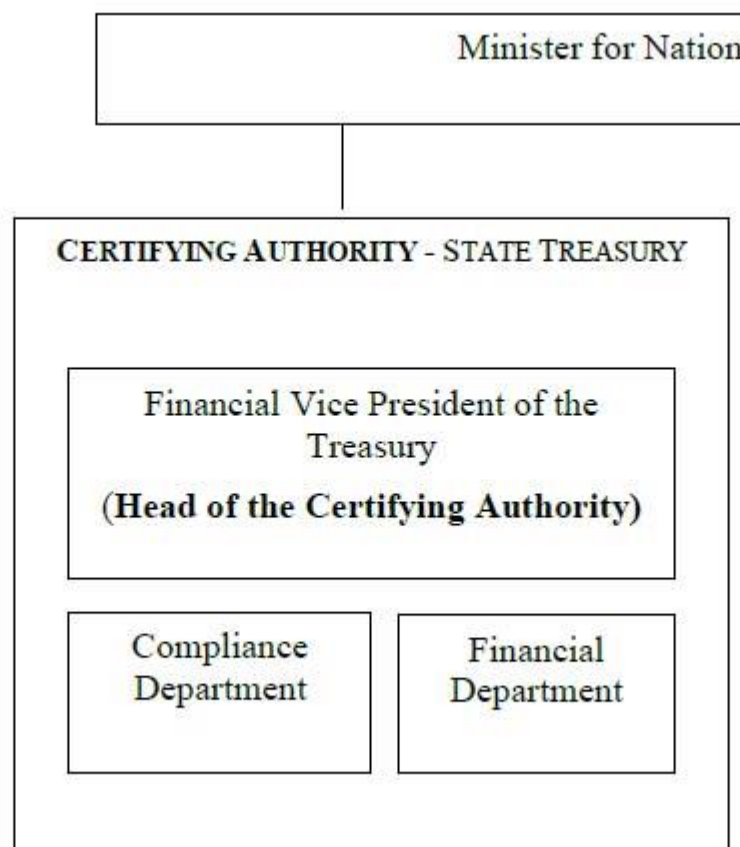 Minister for Nation
CERTIFYING AUTHORITY - STATE TREASURY
Financial Vice President of the
Treasury
(Head of the Certifying Authority)
Compliance
Department
Financial
Department